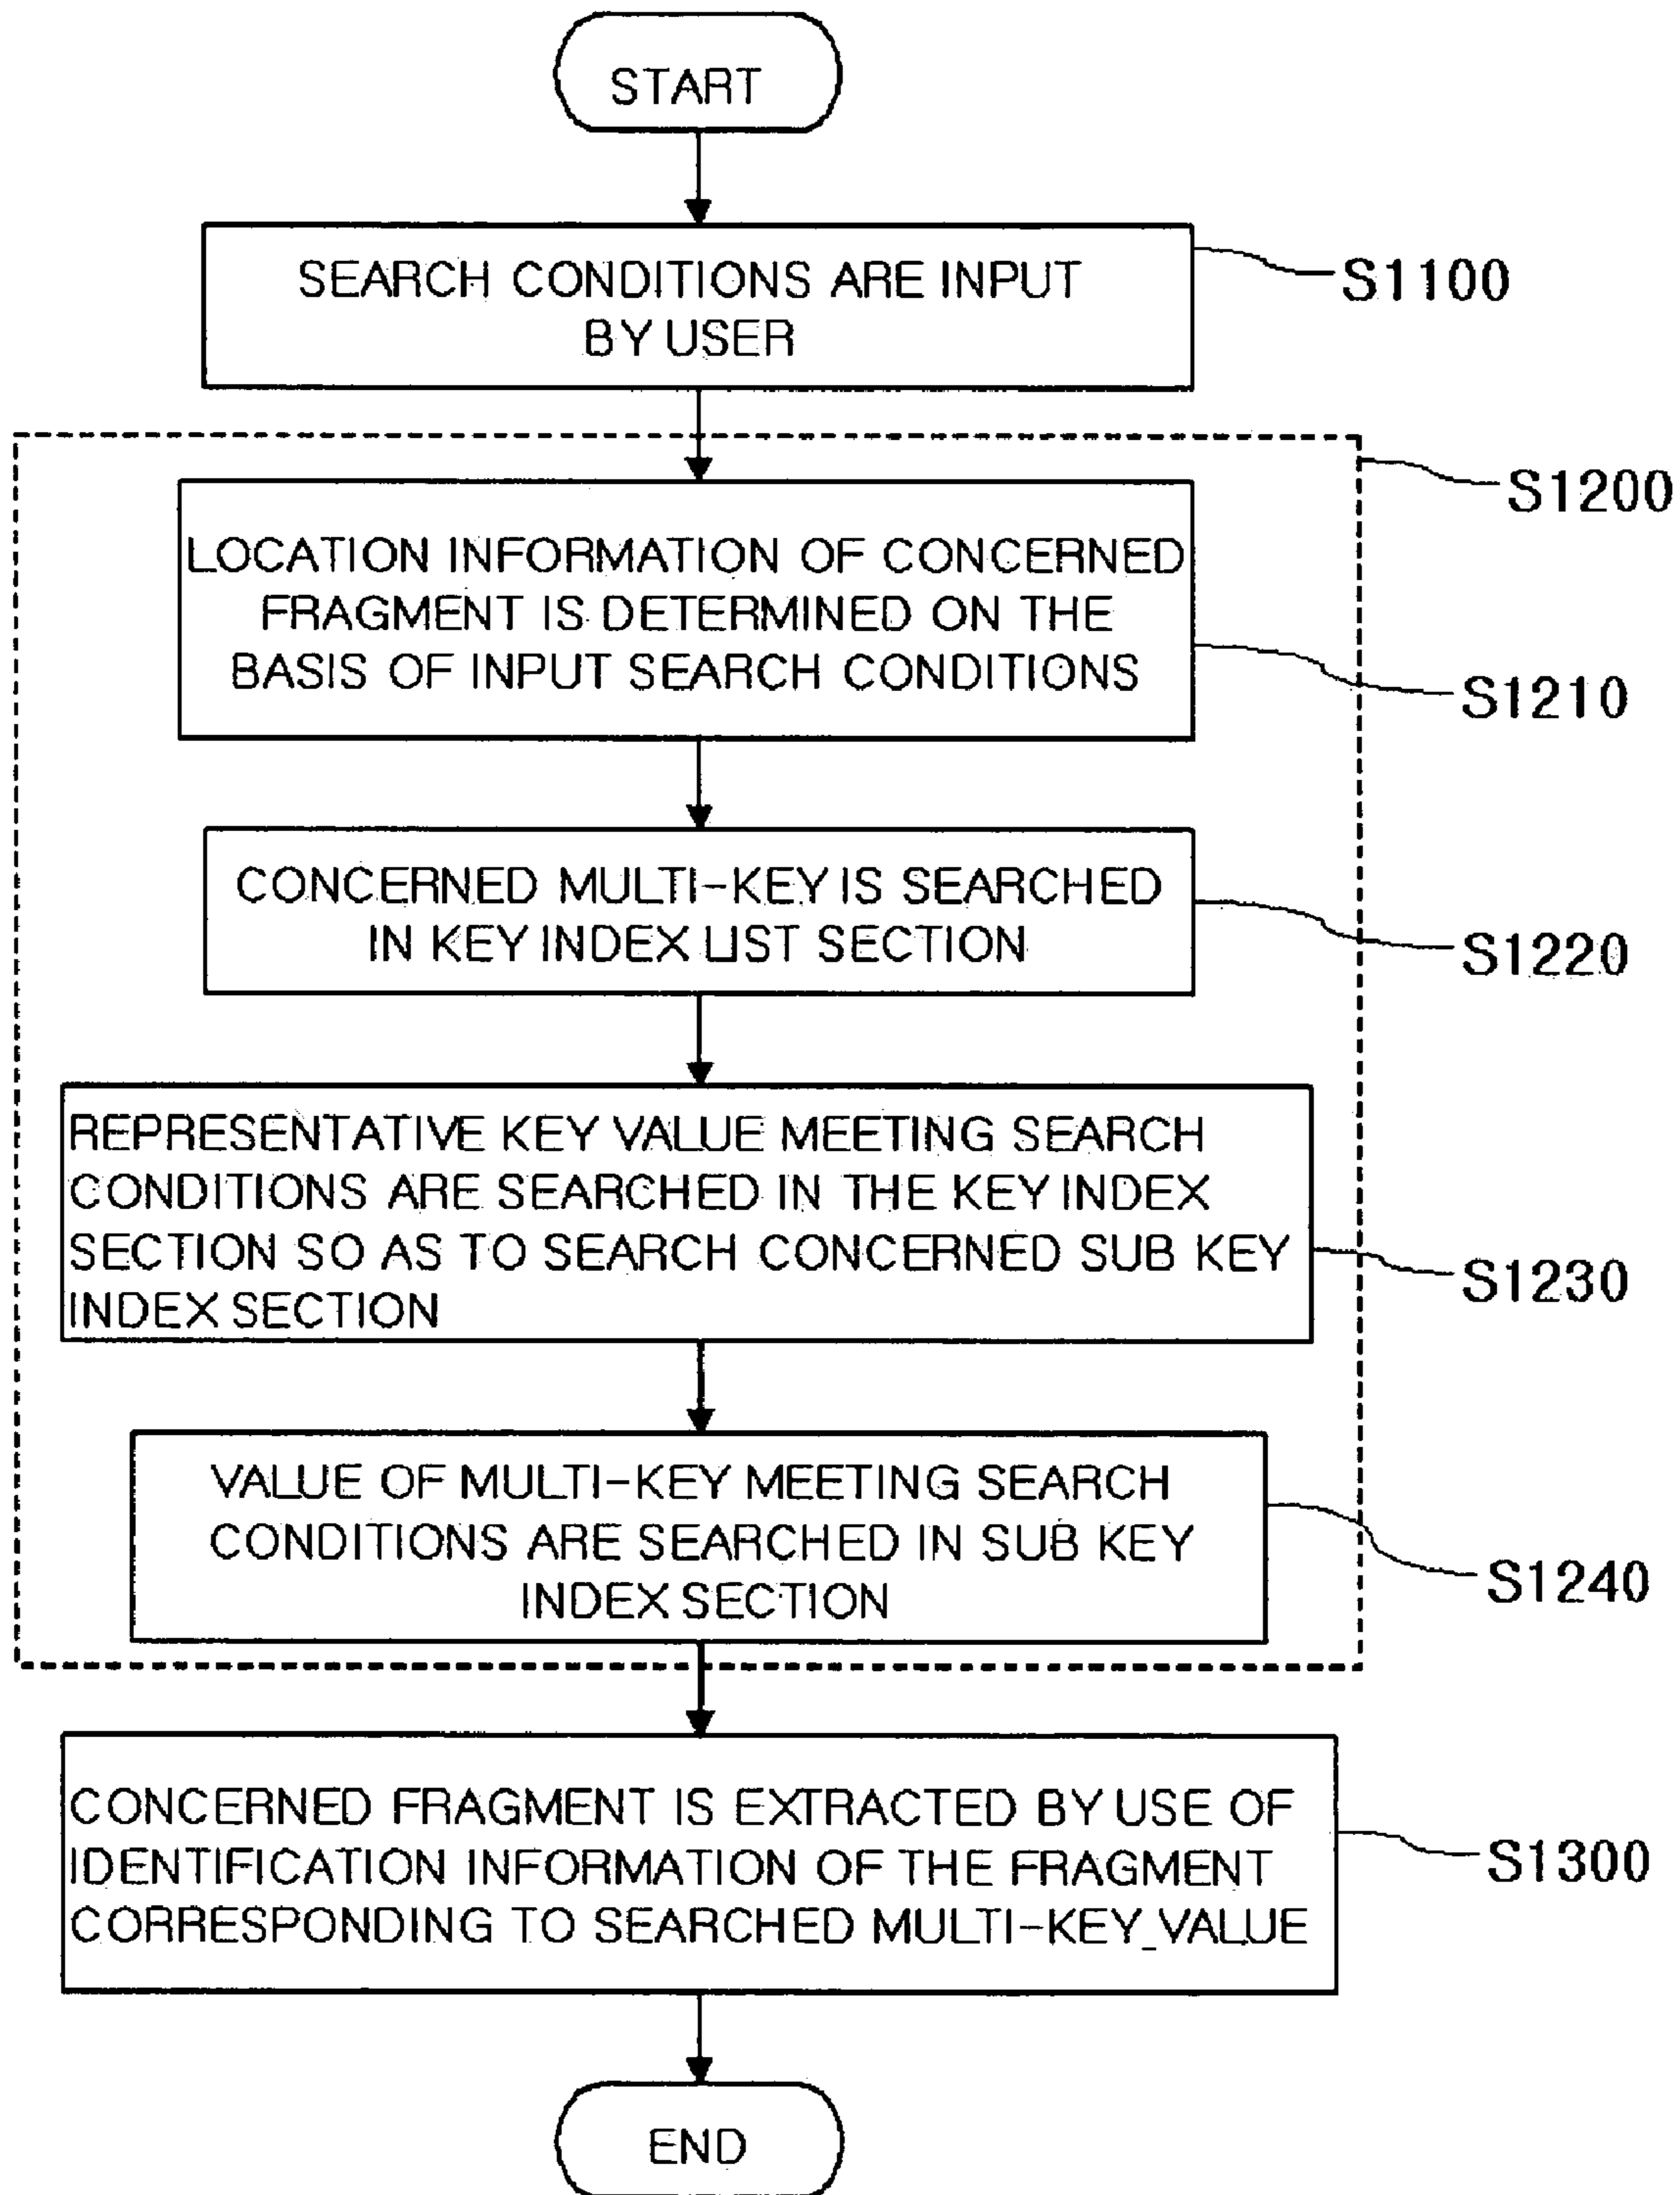 START
SEARCH CONDITIONS ARE INPUT
BY USER
S1100
S1200
LOCATION INFORMATION OF CONCERNED
FRAGMENT IS DETERMINED ON THE
BASIS OF INPUT SEARCH CONDITIONS
S1210
CONCERNED MULTI-KEY IS SEARCHED
IN KEY INDEX LIST SECTION
S1220
REPRESENTATIVE KEY VALUE MEETING SEARCH
CONDITIONS ARE SEARCHED IN THE KEY INDEX
SECTION SO AS TO SEARCH CONCERNED SUB KEY
INDEX SECTION
S1230
VALUE OF MULTI-KEY MEETING SEARCH
CONDITIONS ARE SEARCHED IN SUB KEY
INDEX SECTION
S1240
CONCERNED FRAGMENT IS EXTRACTED BY USE OF
IDENTIFICATION INFORMATION OF THE FRAGMENT
CORRESPONDING TO SEARCHED MULTI-KEY_VALUE
S1300
END